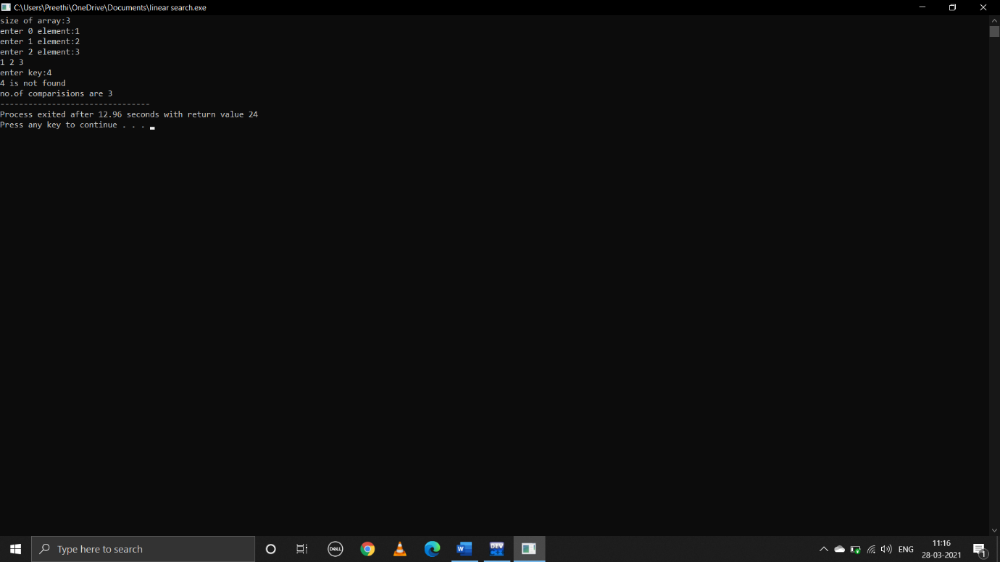 C:\Users\Preethi\OneDrive\Documents\linear search.exe
size of array:3
enter 0 element:1
enter 1 element:2
enter 2 element:3
1 2 3
enter key:4
4 is not found
no.of comparisions are 3
--------------------------------
Process exited after 12.96 seconds with return value 24
Press any key to continue . . .
Type here to search
DELL
W
DEV
ENG
11:16
28-03-2021
1